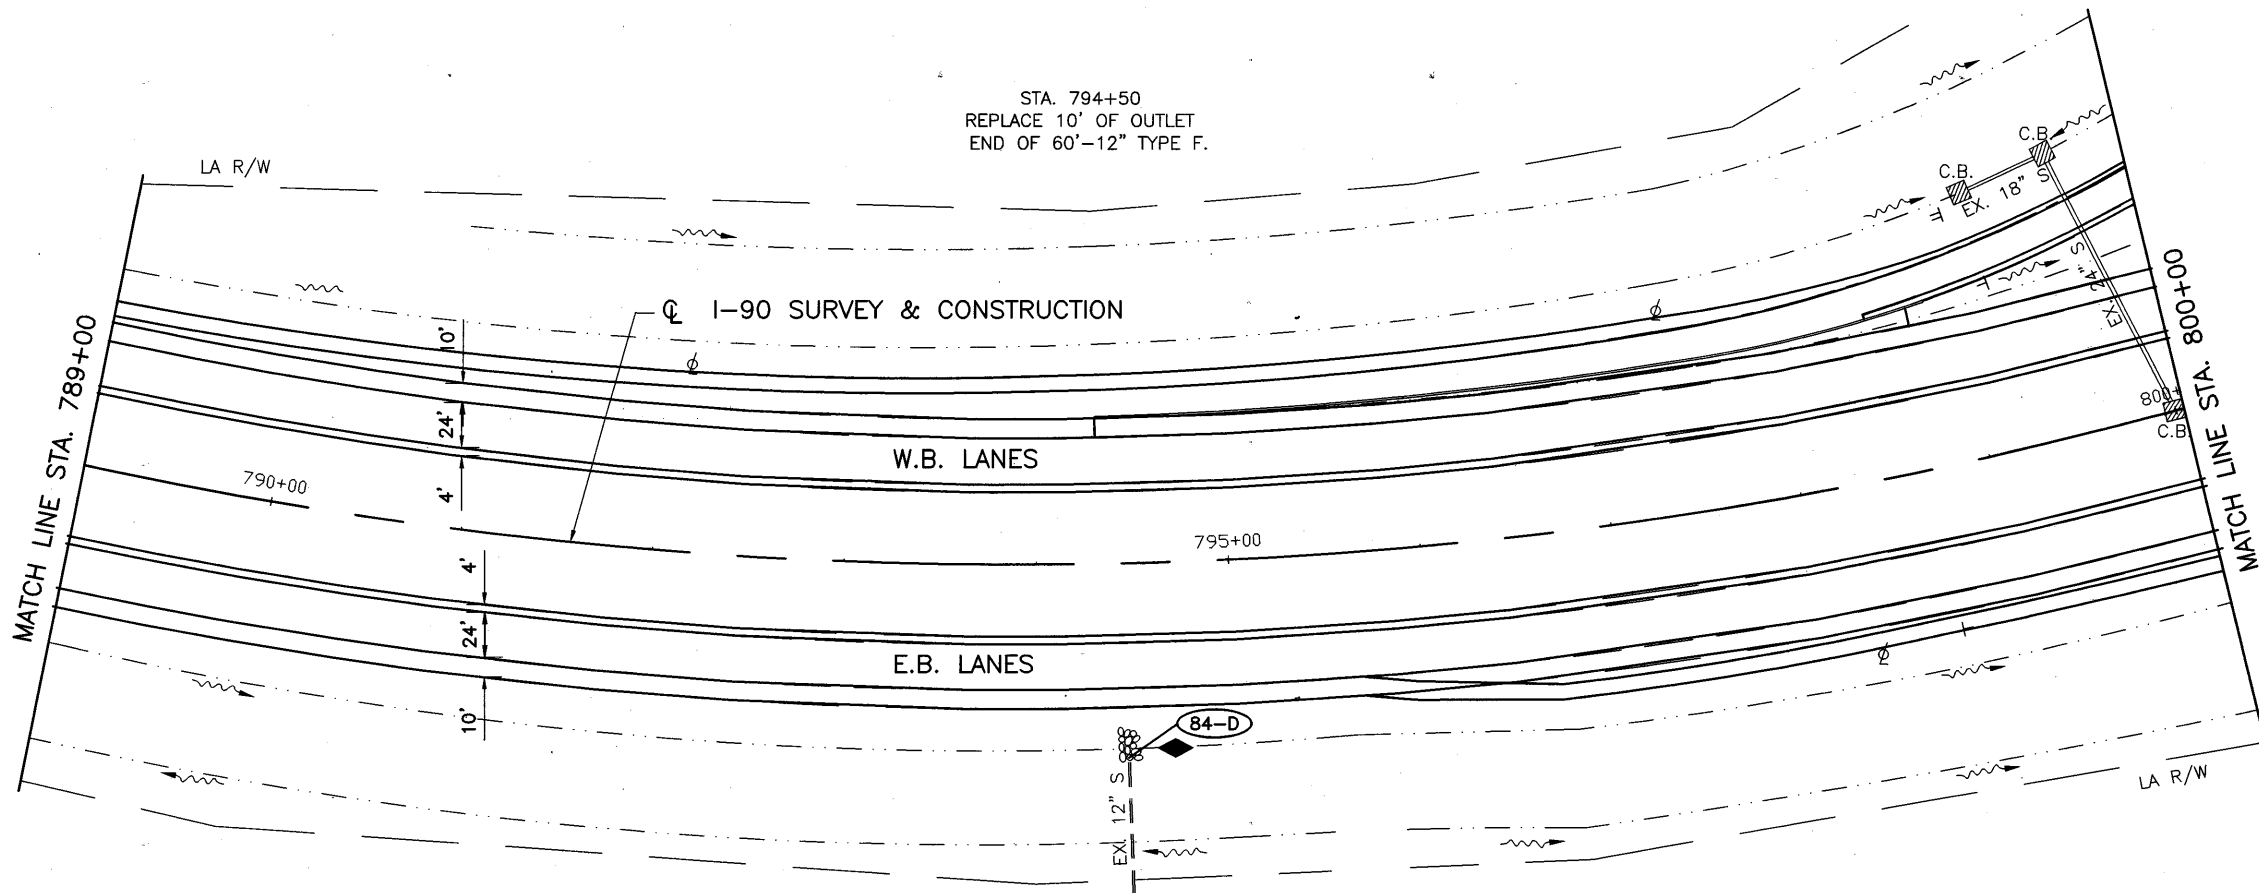 STA. 794+50
REPLACE 10' OF OUTLET
END OF 60'-12" TYPE F.
LA R/W
C.B.
C.B.
EX. 18"
S
EX. 24" S
800+
C.B.
MATCH LINE STA. 789+00
MATCH LINE STA. 800+00
℄ I-90 SURVEY & CONSTRUCTION
10'
24'
4'
W.B. LANES
790+00
795+00
4'
24'
10'
E.B. LANES
84-D
EX. 12" S
LA R/W